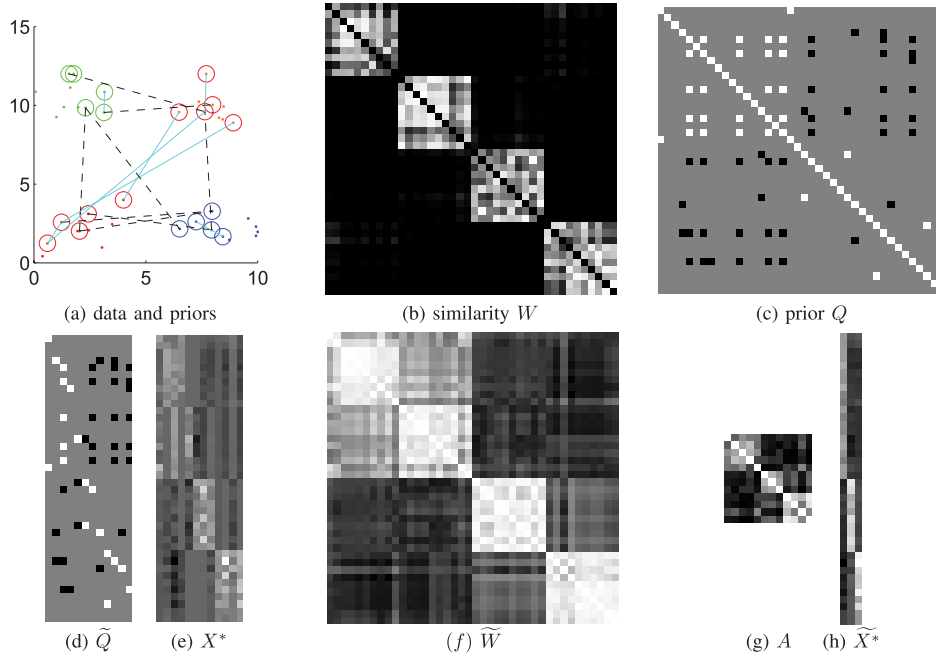 15
10
5
0
0 5 10
(a) data and priors
(b) similarity W
(c) prior Q
(d) Q̃
(e) X*
(f) W̃
(g) A
(h) X̃*